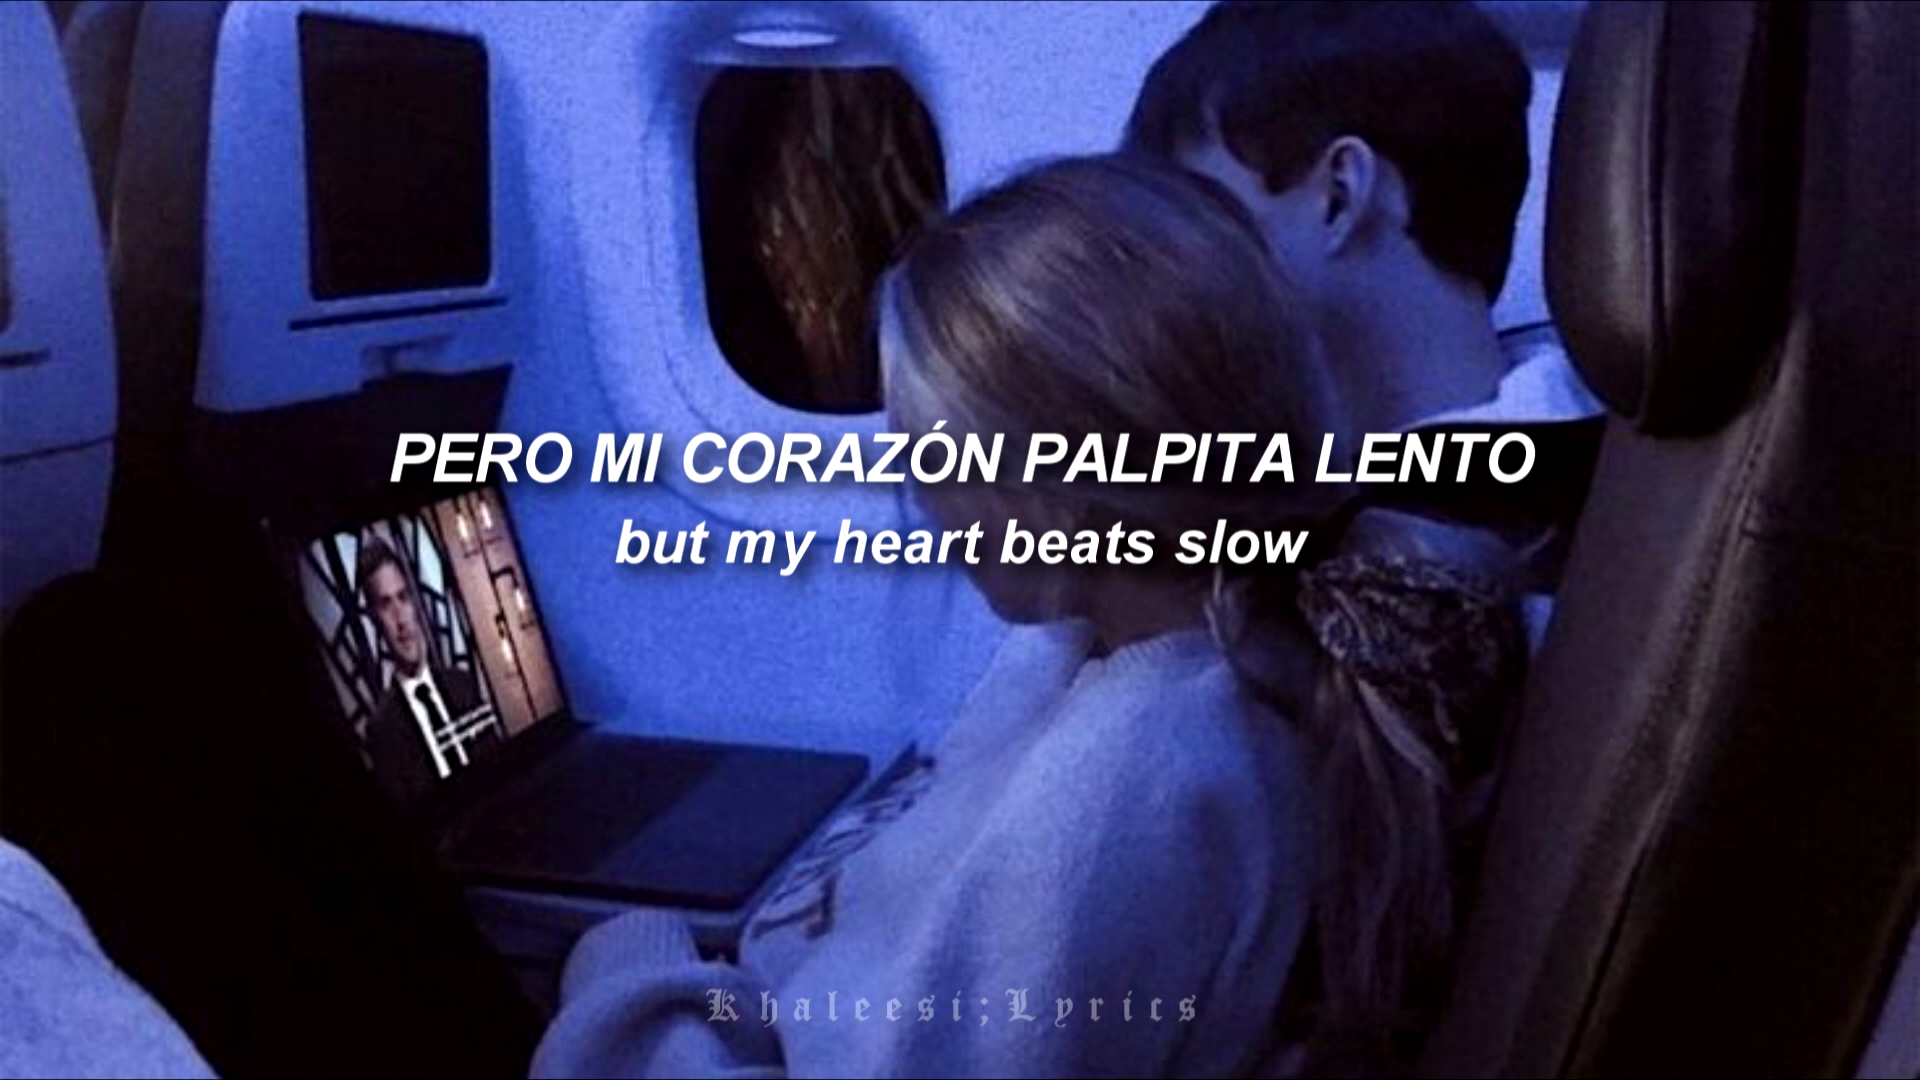 PERO MI CORAZÓN PALPITA LENTO
but my heart beats slow
Khaleesi;Lyrics